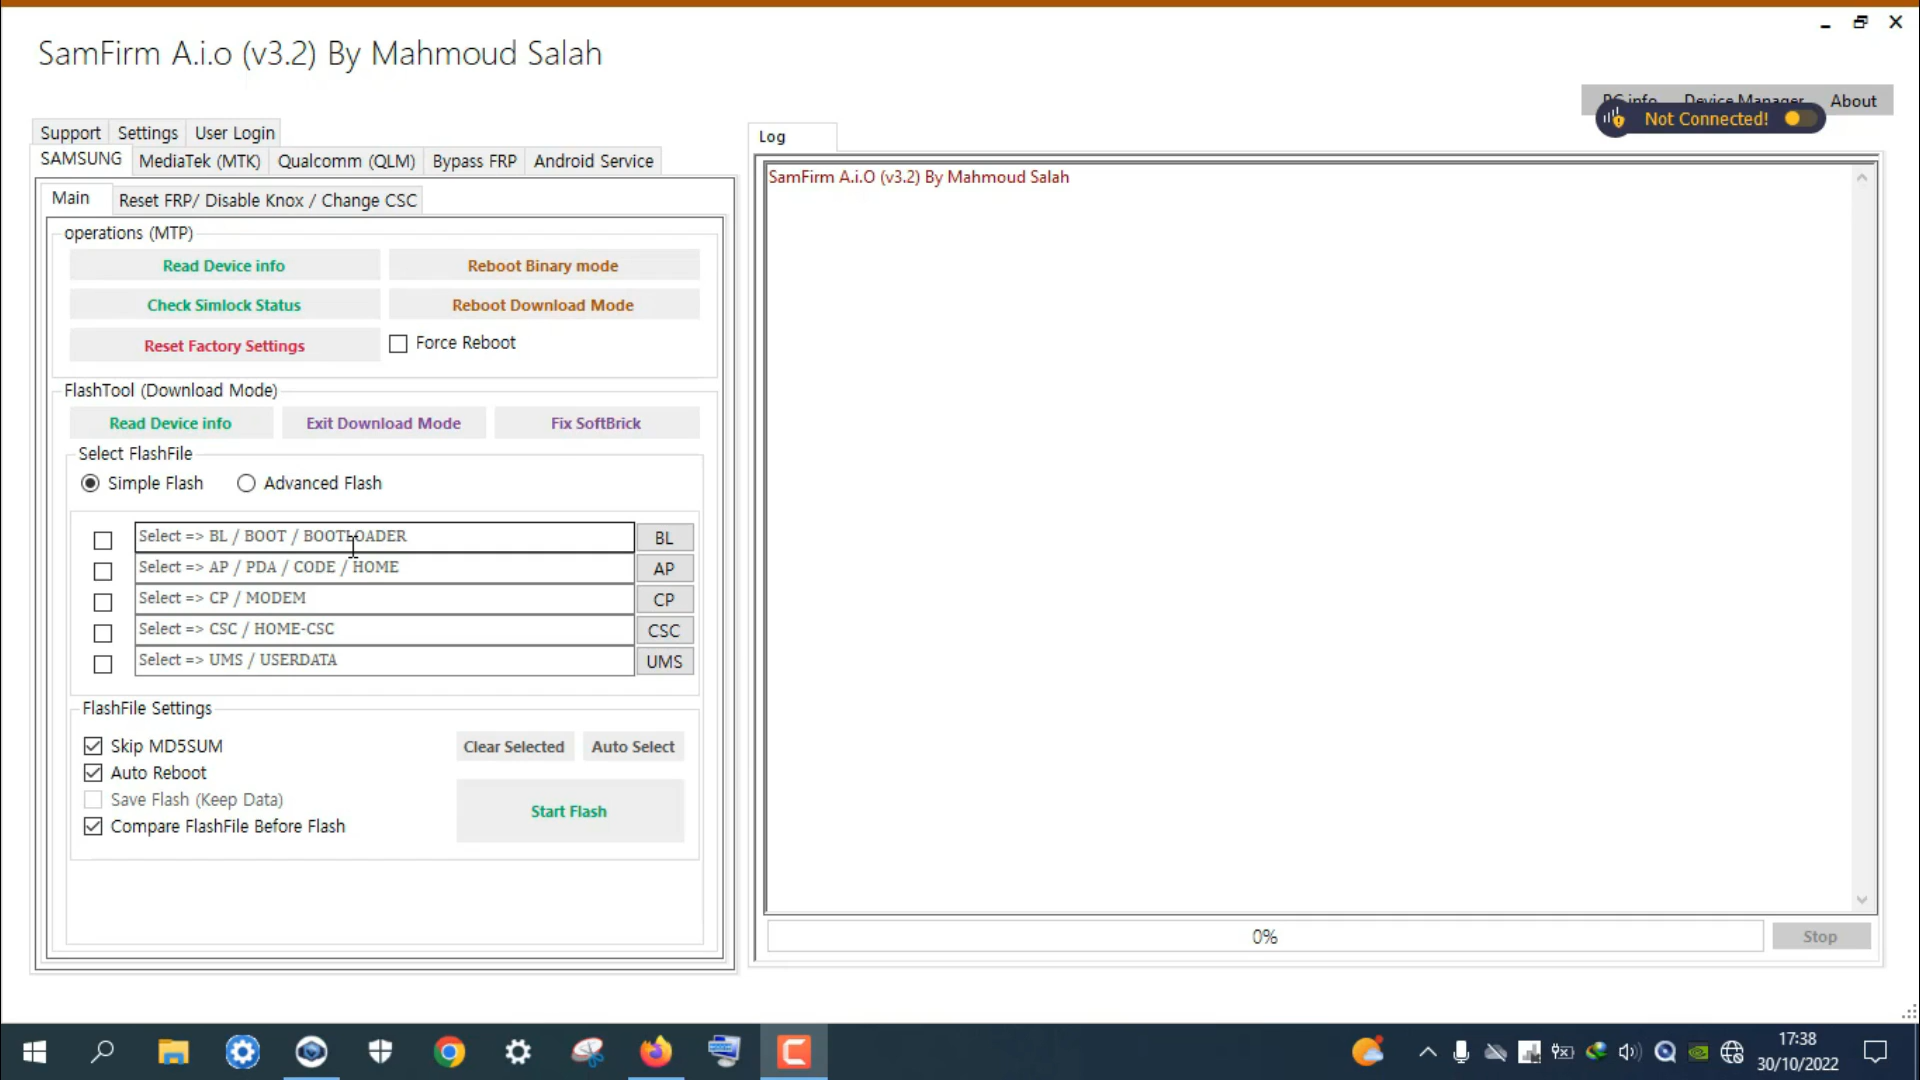 SamFirm A.i.o (v3.2) By Mahmoud Salah
PC info Device Manager About
Not Connected!
Support Settings User Login
SAMSUNG MediaTek (MTK) Qualcomm (QLM) Bypass FRP Android Service
Main Reset FRP/ Disable Knox / Change CSC
operations (MTP)
Read Device info Reboot Binary mode
Check Simlock Status Reboot Download Mode
Reset Factory Settings Force Reboot
FlashTool (Download Mode)
Read Device info Exit Download Mode Fix SoftBrick
Select FlashFile
Simple Flash Advanced Flash
Select => BL / BOOT / BOOTLOADER BL
Select => AP / PDA / CODE / HOME AP
Select => CP / MODEM CP
Select => CSC / HOME-CSC CSC
Select => UMS / USERDATA UMS
FlashFile Settings
Skip MD5SUM Clear Selected Auto Select
Auto Reboot
Save Flash (Keep Data) Start Flash
Compare FlashFile Before Flash
Log
SamFirm A.i.O (v3.2) By Mahmoud Salah
0% Stop
17:38
30/10/2022